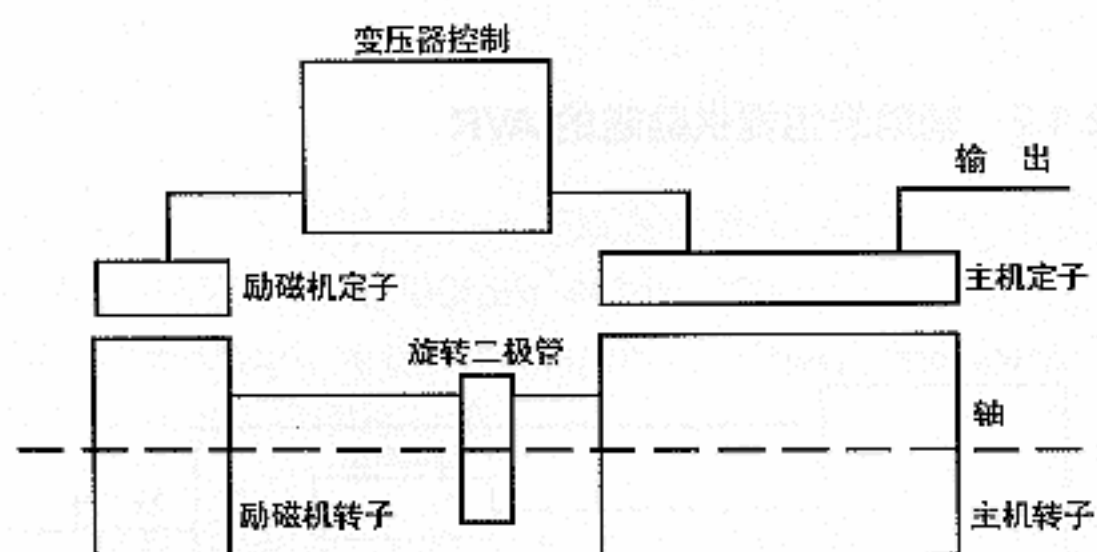 变压器控制
输 出
励磁机定子
主机定子
旋转二极管
轴
励磁机转子
主机转子